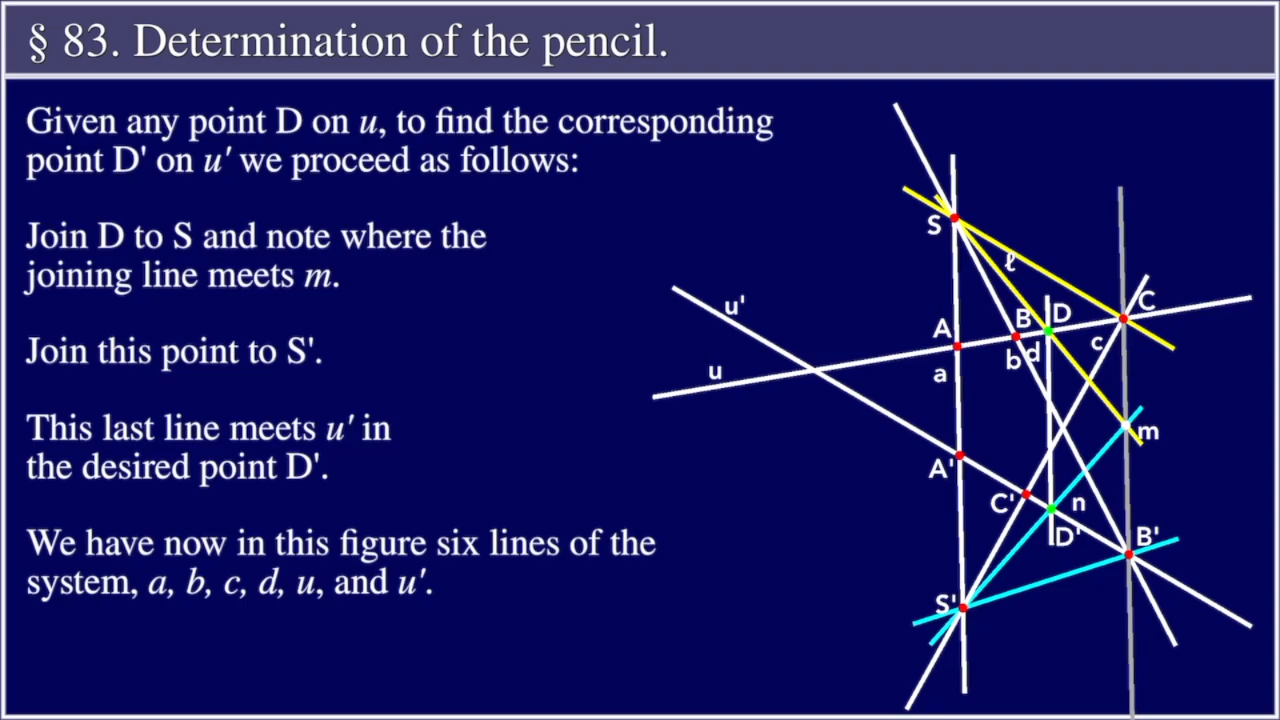 § 83. Determination of the pencil.
Given any point D on u, to find the corresponding
point D' on u' we proceed as follows:
Join D to S and note where the
joining line meets m.
Join this point to S'.
This last line meets u' in
the desired point D'.
We have now in this figure six lines of the
system, a, b, c, d, u, and u'.
S
ℓ
u'
A
B
D
C
u
a
b
d
c
m
A'
C'
n
D'
B'
S'